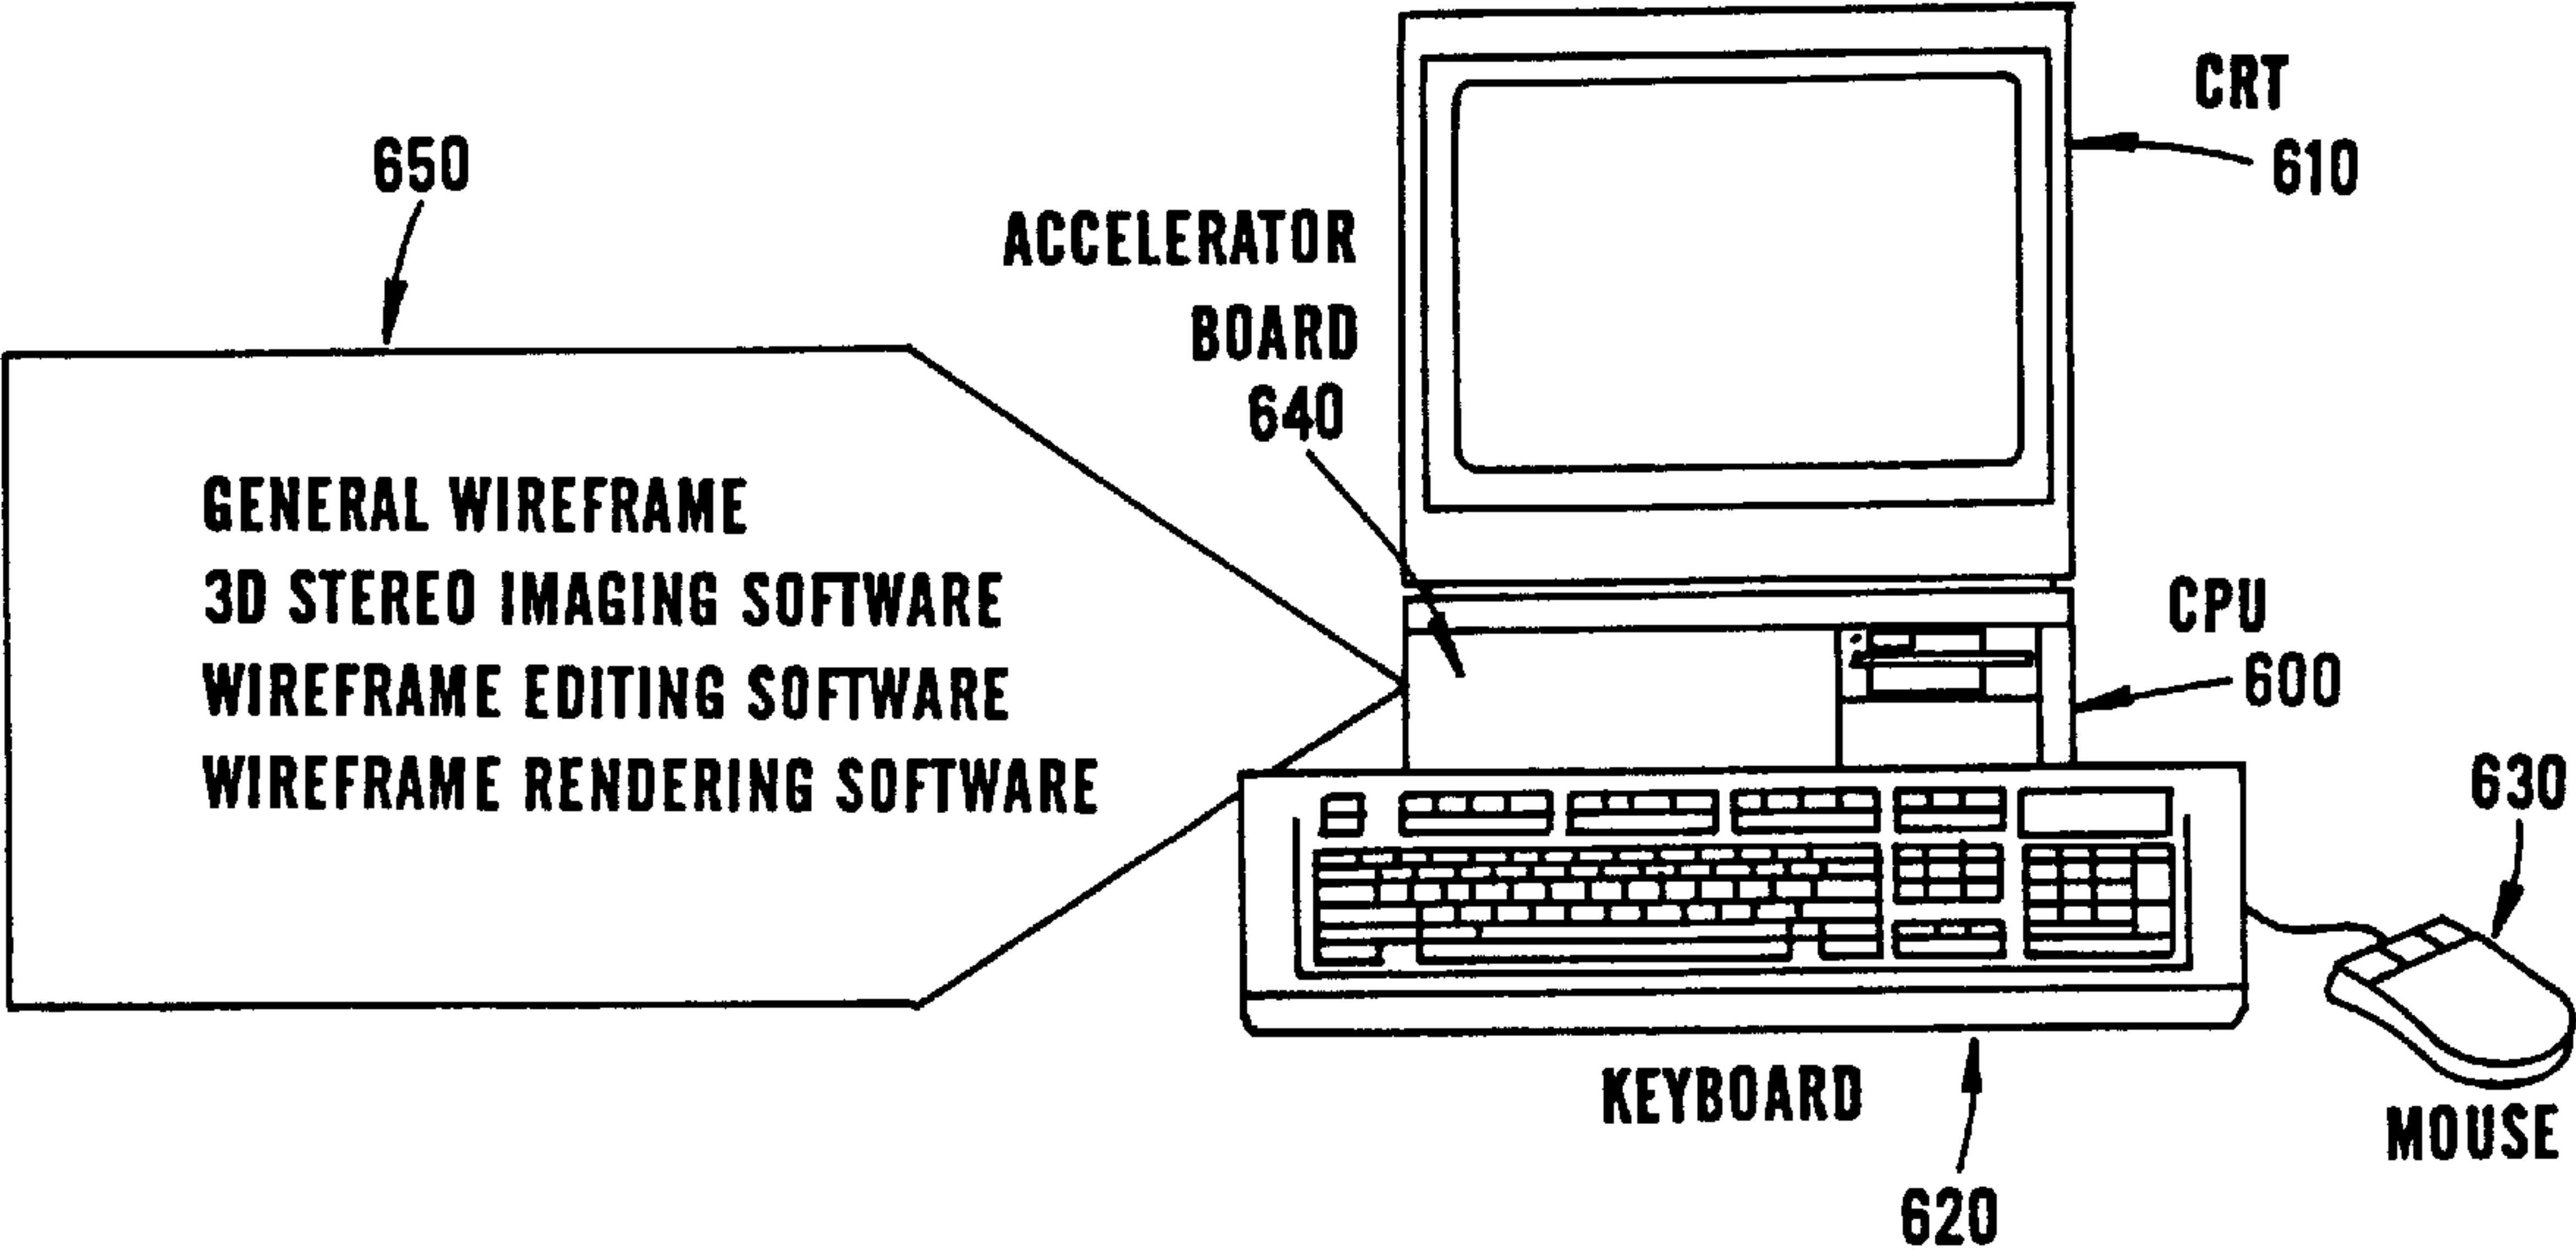 650
GENERAL WIREFRAME
3D STEREO IMAGING SOFTWARE
WIREFRAME EDITING SOFTWARE
WIREFRAME RENDERING SOFTWARE
ACCELERATOR
BOARD
640
CRT
610
CPU
600
630
MOUSE
KEYBOARD
620